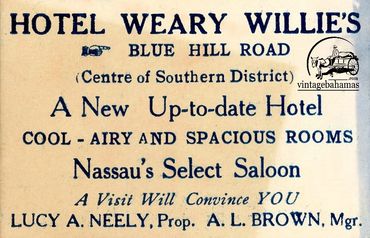 HOTEL WEARY WILLIE'S
BLUE HILL ROAD
(Centre of Southern District)
.com
vintagebahamas
A New Up-to-date Hotel
COOL - AIRY AND SPACIOUS ROOMS
Nassau's Select Saloon
A Visit Will Convince YOU
LUCY A. NEELY, Prop. A. L. BROWN, Mgr.